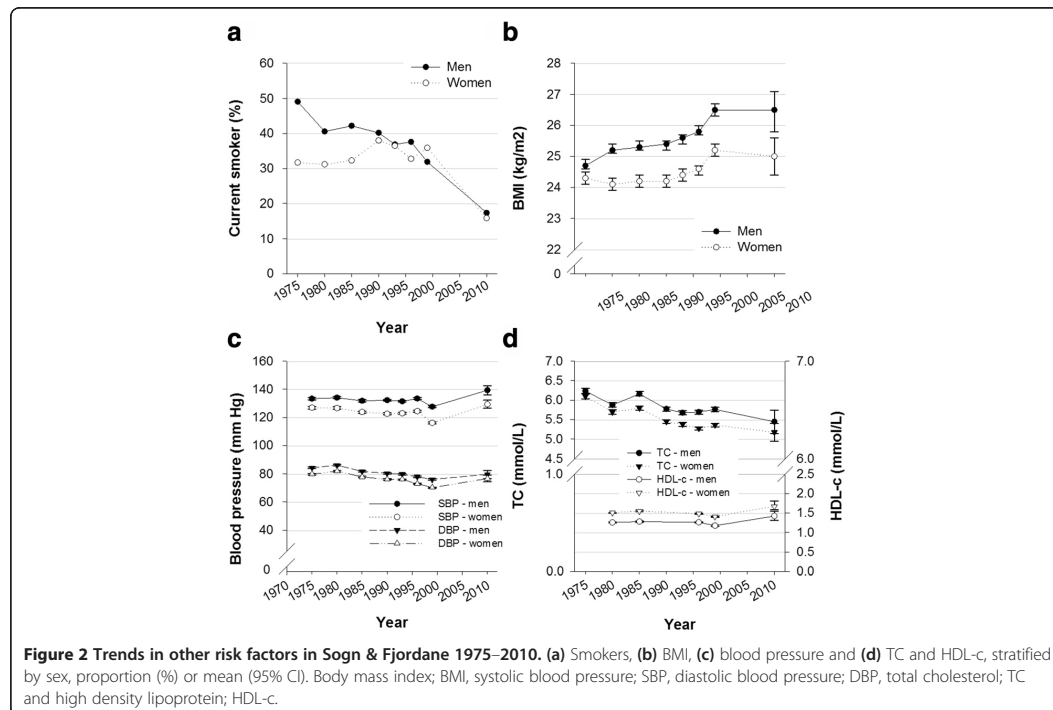 a
Men
Women
60
50
40
30
20
10
0
Current smoker (%)
1975 1980 1985 1990 1995 2000 2005 2010
Year
b
28
27
26
25
24
23
22
0
BMI (kg/m2)
Men
Women
1975 1980 1985 1990 1995 2000 2005 2010
Year
c
160
140
120
100
80
60
40
0
Blood pressure (mm Hg)
SBP - men
SBP - women
DBP - men
DBP - women
1970 1975 1980 1985 1990 1995 2000 2005 2010
Year
d
7.0
6.5
6.0
5.5
5.0
4.5
1.0
0.0
TC (mmol/L)
TC - men
TC - women
HDL-c - men
HDL-c - women
7.0
6.0
2.5
2.0
1.5
1.0
0.5
0.0
HDL-c (mmol/L)
1975 1980 1985 1990 1995 2000 2005 2010
Year
Figure 2 Trends in other risk factors in Sogn & Fjordane 1975–2010. (a) Smokers, (b) BMI, (c) blood pressure and (d) TC and HDL-c, stratified
by sex, proportion (%) or mean (95% CI). Body mass index; BMI, systolic blood pressure; SBP, diastolic blood pressure; DBP, total cholesterol; TC
and high density lipoprotein; HDL-c.